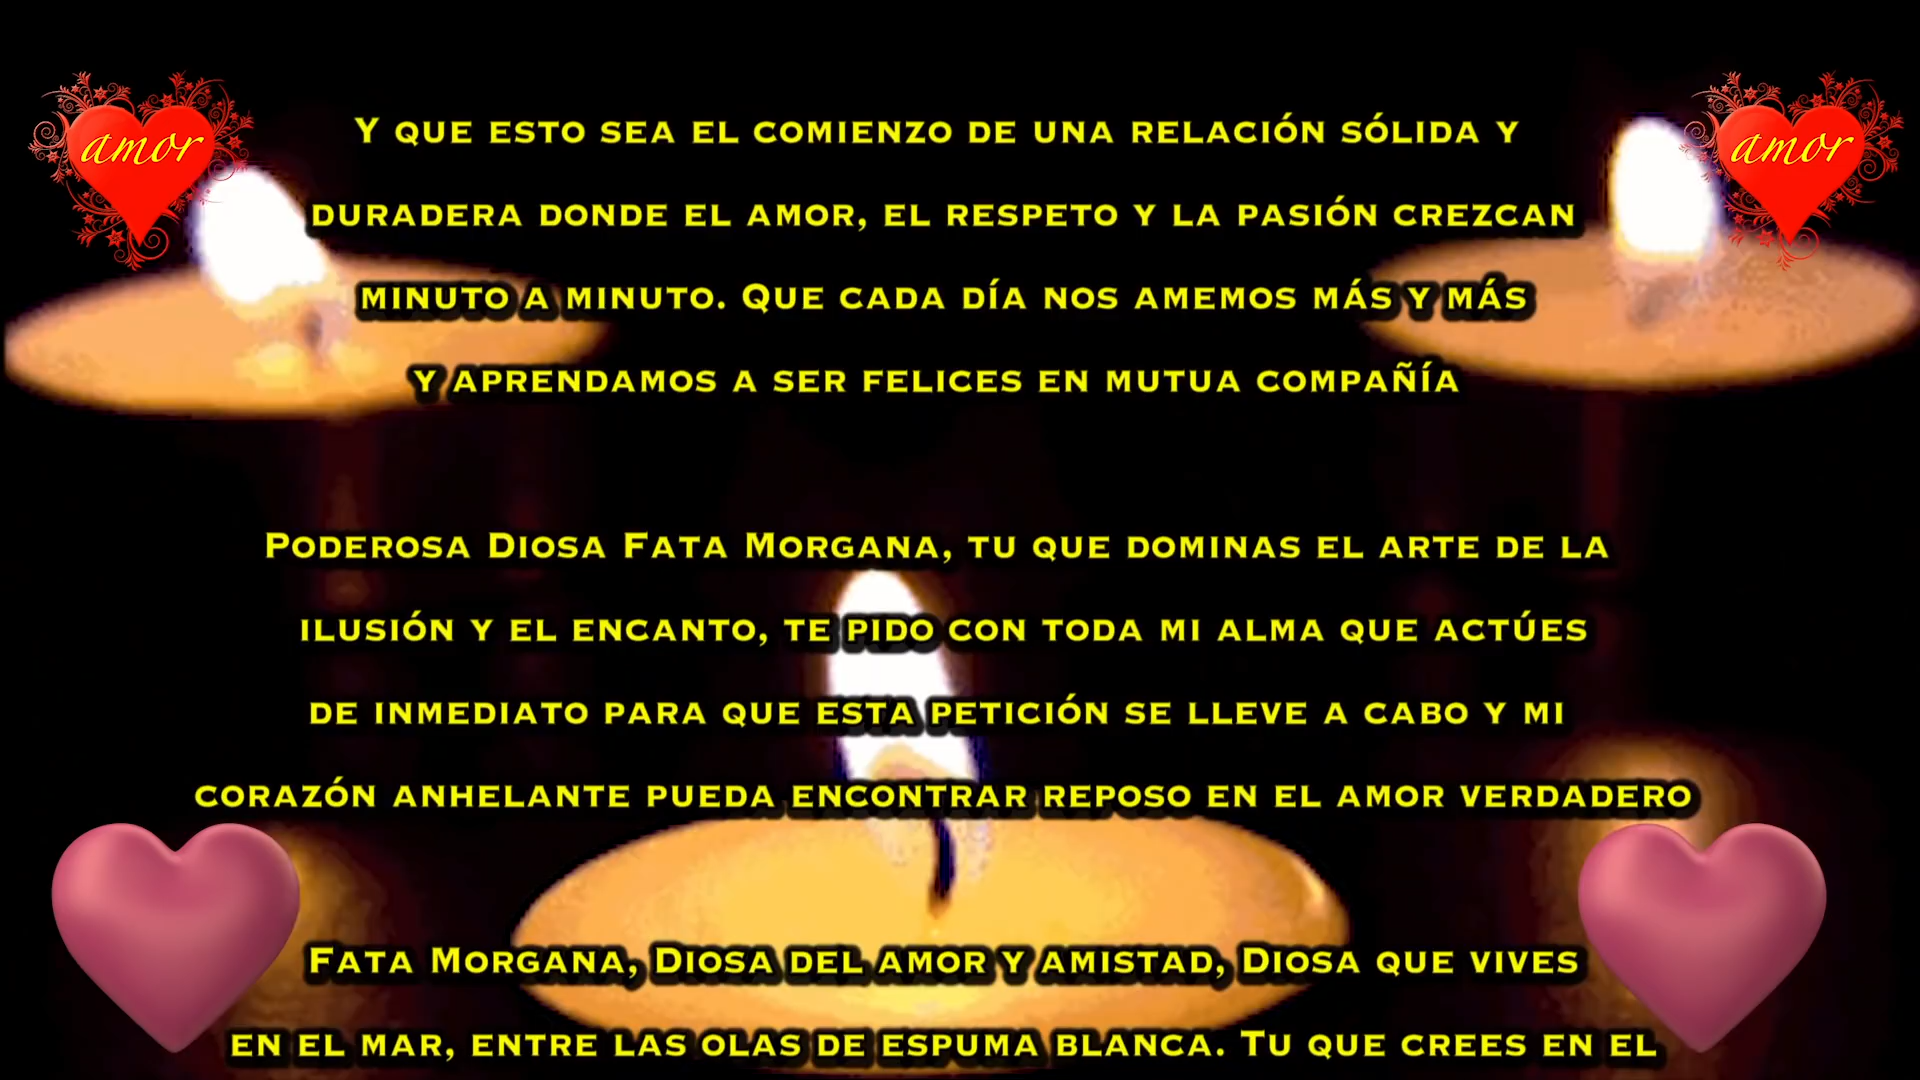 amor
amor
Y QUE ESTO SEA EL COMIENZO DE UNA RELACIÓN SÓLIDA Y
DURADERA DONDE EL AMOR, EL RESPETO Y LA PASIÓN CREZCAN
MINUTO A MINUTO. QUE CADA DÍA NOS AMEMOS MÁS Y MÁS
Y APRENDAMOS A SER FELICES EN MUTUA COMPAÑÍA
PODEROSA DIOSA FATA MORGANA, TU QUE DOMINAS EL ARTE DE LA
ILUSIÓN Y EL ENCANTO, TE PIDO CON TODA MI ALMA QUE ACTÚES
DE INMEDIATO PARA QUE ESTA PETICIÓN SE LLEVE A CABO Y MI
CORAZÓN ANHELANTE PUEDA ENCONTRAR REPOSO EN EL AMOR VERDADERO
FATA MORGANA, DIOSA DEL AMOR Y AMISTAD, DIOSA QUE VIVES
EN EL MAR, ENTRE LAS OLAS DE ESPUMA BLANCA. TU QUE CREES EN EL